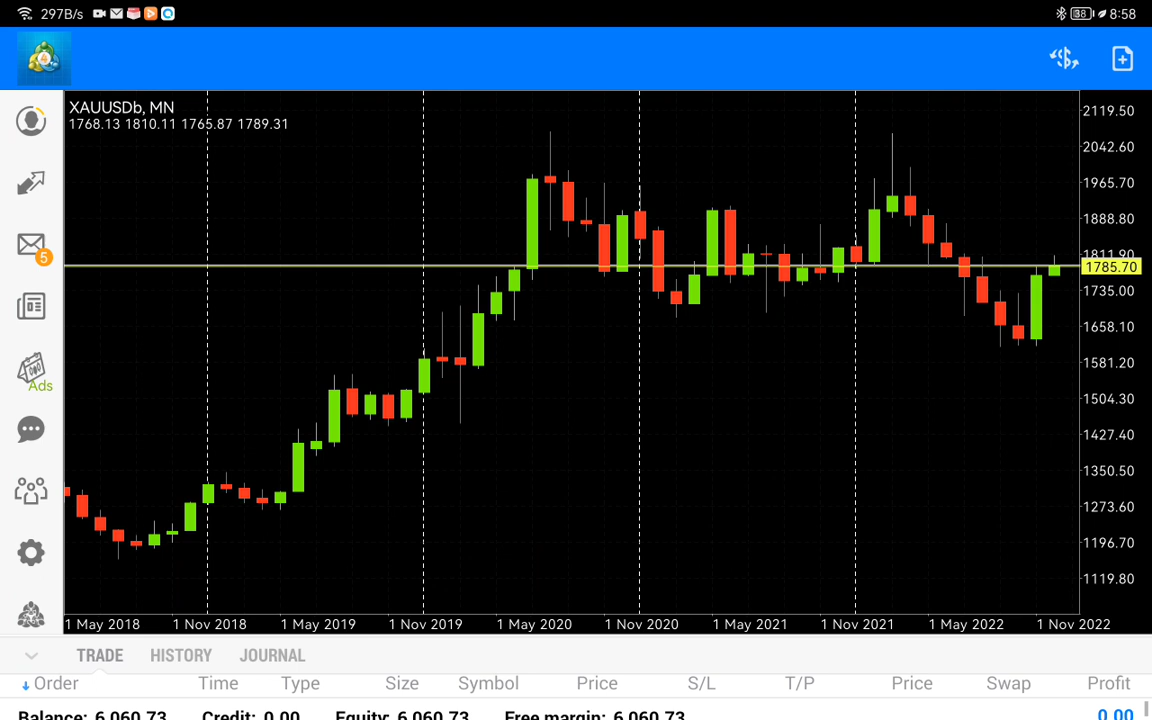 297B/s 38 8:58
XAUUSDb, MN
1768.13 1810.11 1765.87 1789.31
2119.50
2042.60
1965.70
1888.80
1811.90
1785.70
1735.00
1658.10
1581.20
1504.30
1427.40
1350.50
1273.60
1196.70
1119.80
5
Ads
1 May 2018 1 Nov 2018 1 May 2019 1 Nov 2019 1 May 2020 1 Nov 2020 1 May 2021 1 Nov 2021 1 May 2022 1 Nov 2022
TRADE HISTORY JOURNAL
Order Time Type Size Symbol Price S/L T/P Price Swap Profit
Balance: 6 060.73 Credit: 0.00 Equity: 6 060.73 Free margin: 6 060.73 0.00